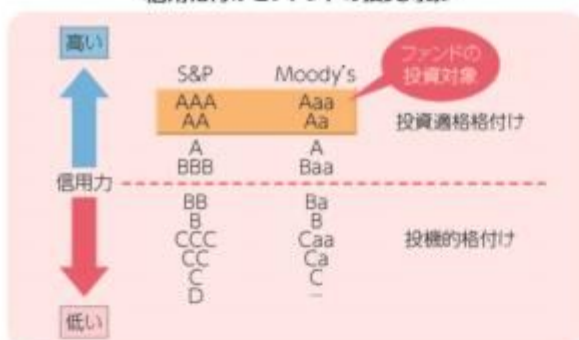 高い
ファンドの
投資対象
S&P Moody's
AAA Aaa
AA Aa
投資適格格付け
A A
BBB Baa
信用力
BB Ba
B B
CCC Caa
投機的格付け
CC Ca
C C
D –
低い